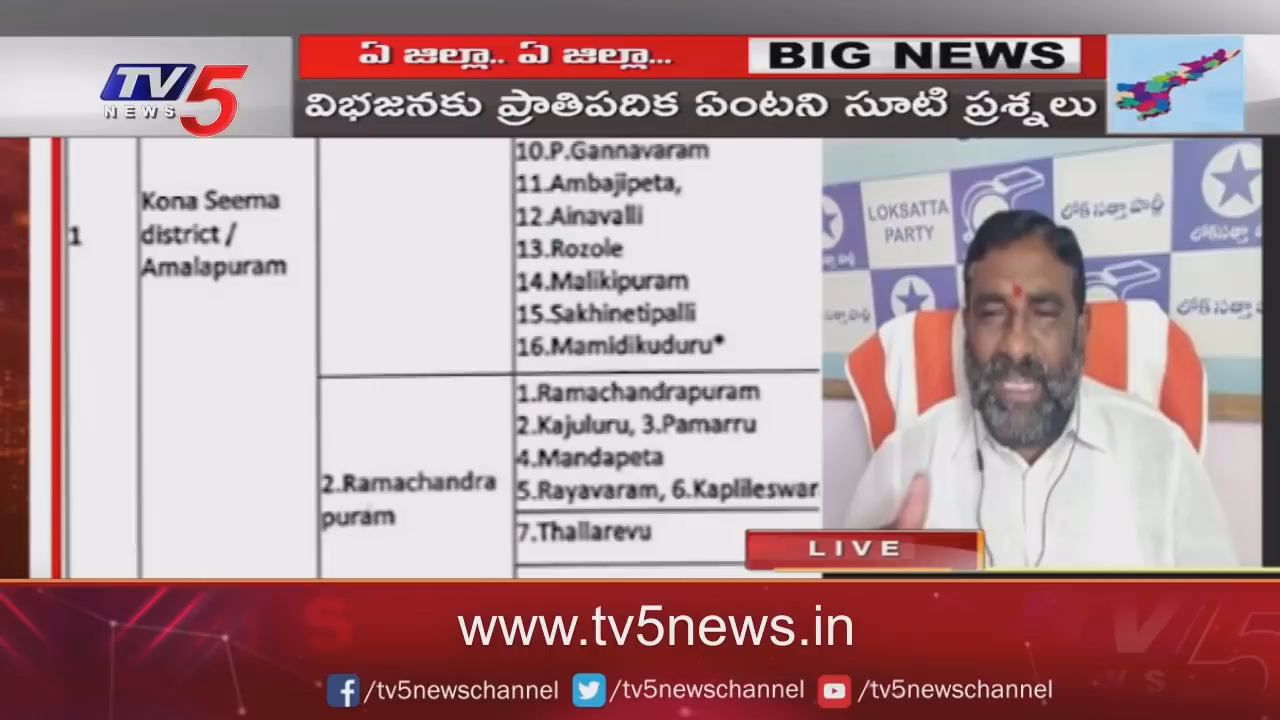 ఏ జిల్లా.. ఏ జిల్లా...
BIG NEWS
TV5
NEWS
విభజనకు ప్రాతిపదిక ఏంటని సూటి ప్రశ్నలు
1
Kona Seema
district /
Amalapuram
10.P.Gannavaram
11.Ambajipeta,
12.Ainavalli
13.Rozole
14.Malikipuram
15.Sakhinetipalli
16.Mamidikuduru*
2.Ramachandra
puram
1.Ramachandrapuram
2.Kajuluru, 3.Pamarru
4.Mandapeta
5.Rayavaram, 6.Kaplileswar
7.Thallarevu
LOKSATTA
PARTY
లోక్ సత్తా పార్టీ
లోక్ సత్తా
LIVE
www.tv5news.in
/tv5newschannel
/tv5newschannel
/tv5newschannel